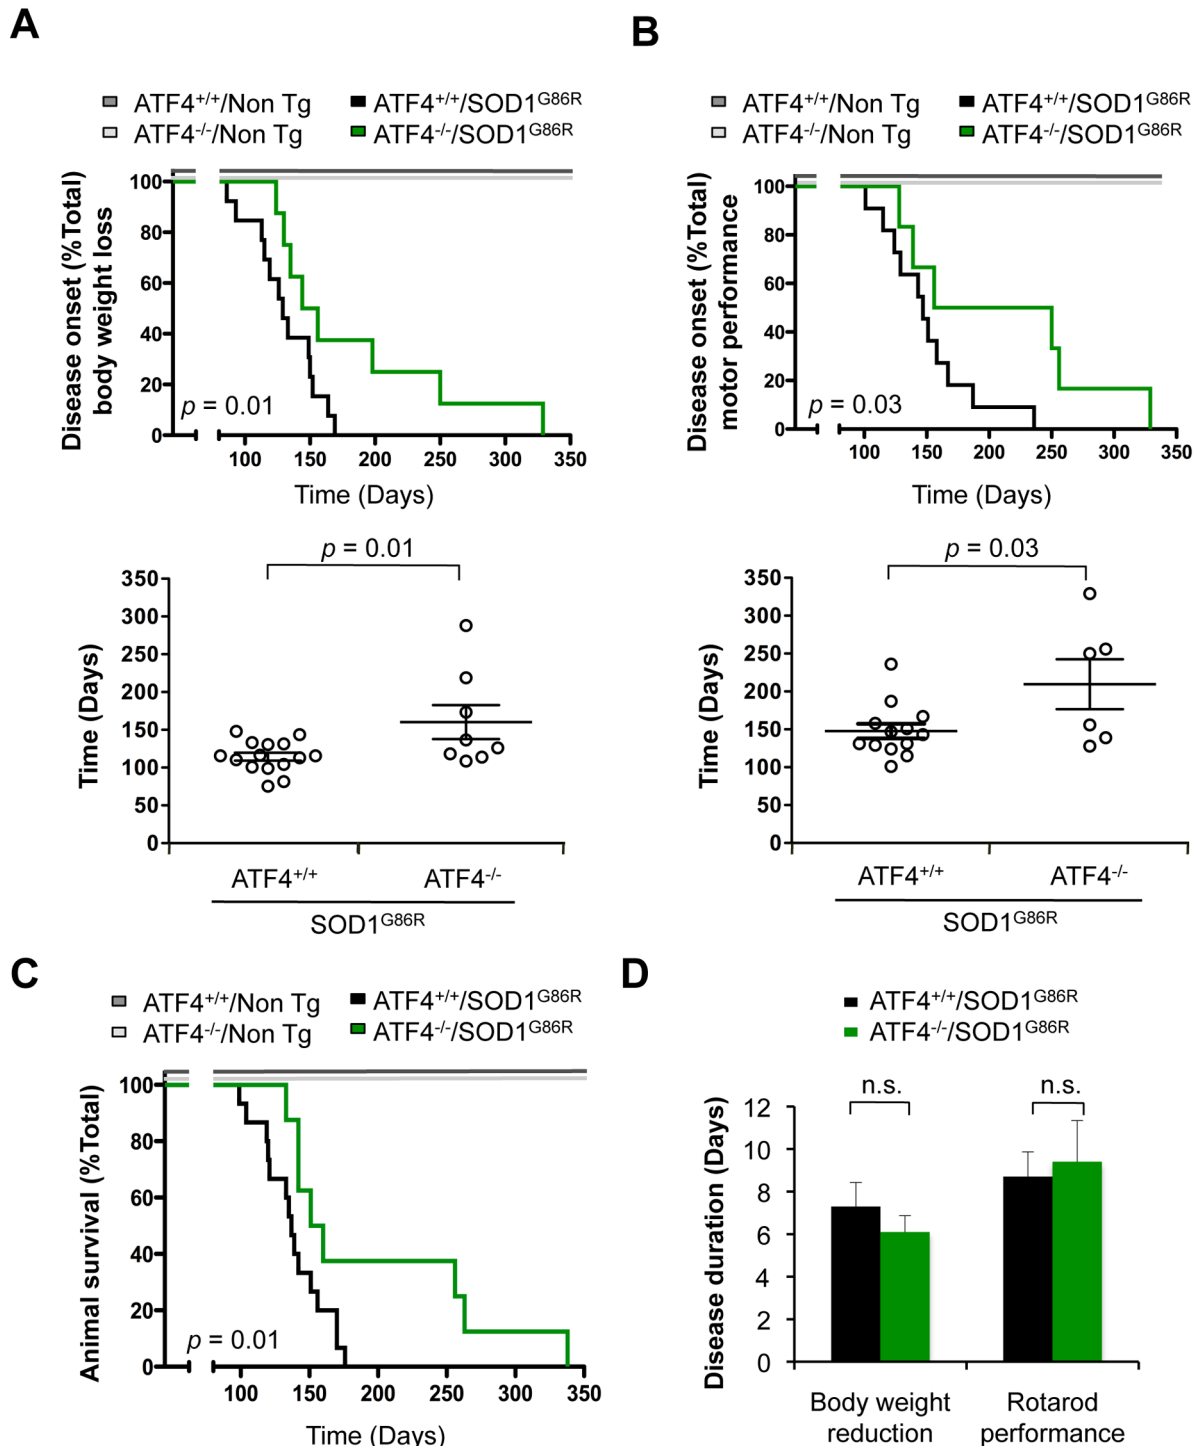 A
ATF4+/+/Non Tg ATF4+/+/SOD1G86R
ATF4-/-/Non Tg ATF4-/-/SOD1G86R
Disease onset (%Total)
body weight loss
100
80
60
40
20
0
p = 0.01
100 150 200 250 300 350
Time (Days)
p = 0.01
Time (Days)
350
300
250
200
150
100
50
0
ATF4+/+ ATF4-/-
SOD1G86R
B
ATF4+/+/Non Tg ATF4+/+/SOD1G86R
ATF4-/-/Non Tg ATF4-/-/SOD1G86R
Disease onset (%Total)
motor performance
100
80
60
40
20
0
p = 0.03
100 150 200 250 300 350
Time (Days)
p = 0.03
Time (Days)
350
300
250
200
150
100
50
0
ATF4+/+ ATF4-/-
SOD1G86R
C
ATF4+/+/Non Tg ATF4+/+/SOD1G86R
ATF4-/-/Non Tg ATF4-/-/SOD1G86R
Animal survival (%Total)
100
80
60
40
20
0
p = 0.01
100 150 200 250 300 350
Time (Days)
D
ATF4+/+/SOD1G86R
ATF4-/-/SOD1G86R
Disease duration (Days)
n.s. n.s.
12
10
8
6
4
2
0
Body weight Rotarod
reduction performance